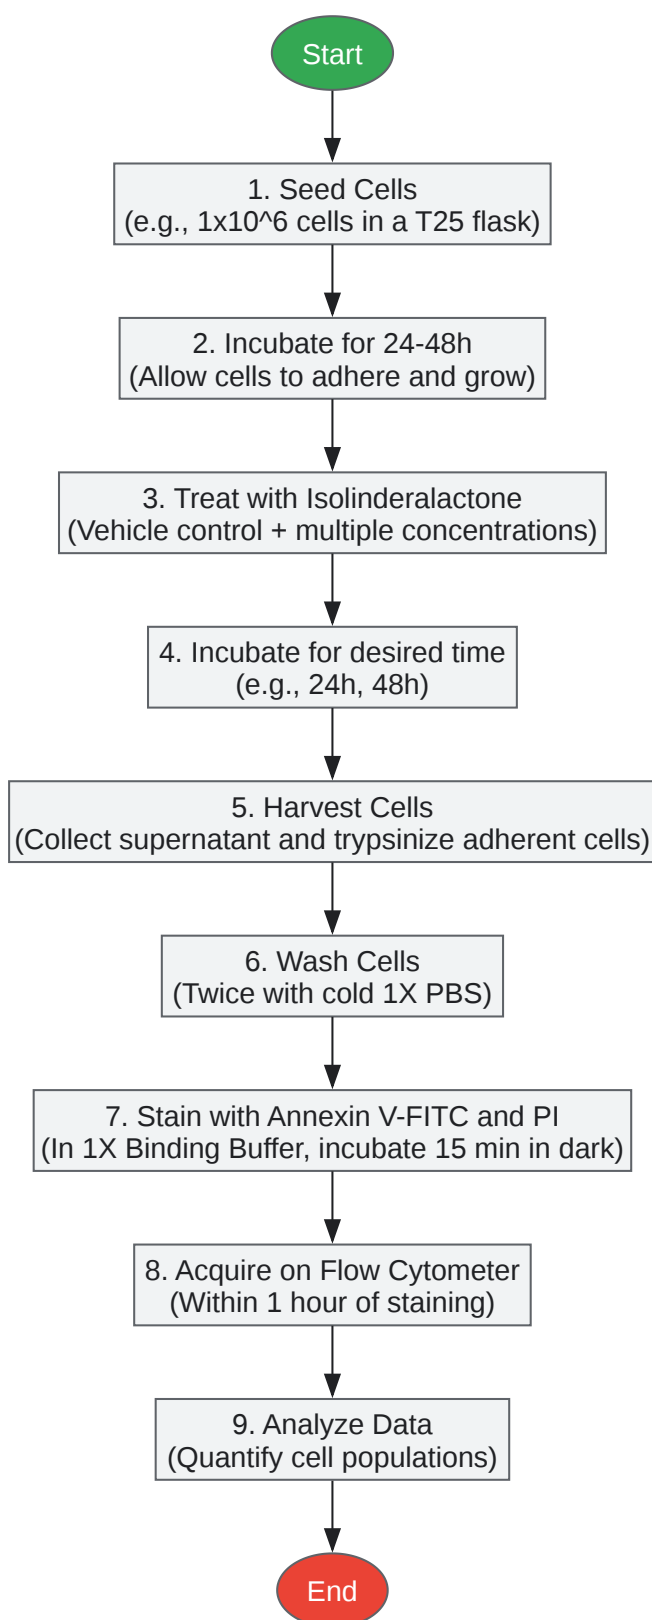 Start
1. Seed Cells
(e.g., 1x10^6 cells in a T25 flask)
2. Incubate for 24-48h
(Allow cells to adhere and grow)
3. Treat with Isolinderalactone
(Vehicle control + multiple concentrations)
4. Incubate for desired time
(e.g., 24h, 48h)
5. Harvest Cells
(Collect supernatant and trypsinize adherent cells)
6. Wash Cells
(Twice with cold 1X PBS)
7. Stain with Annexin V-FITC and PI
(In 1X Binding Buffer, incubate 15 min in dark)
8. Acquire on Flow Cytometer
(Within 1 hour of staining)
9. Analyze Data
(Quantify cell populations)
End